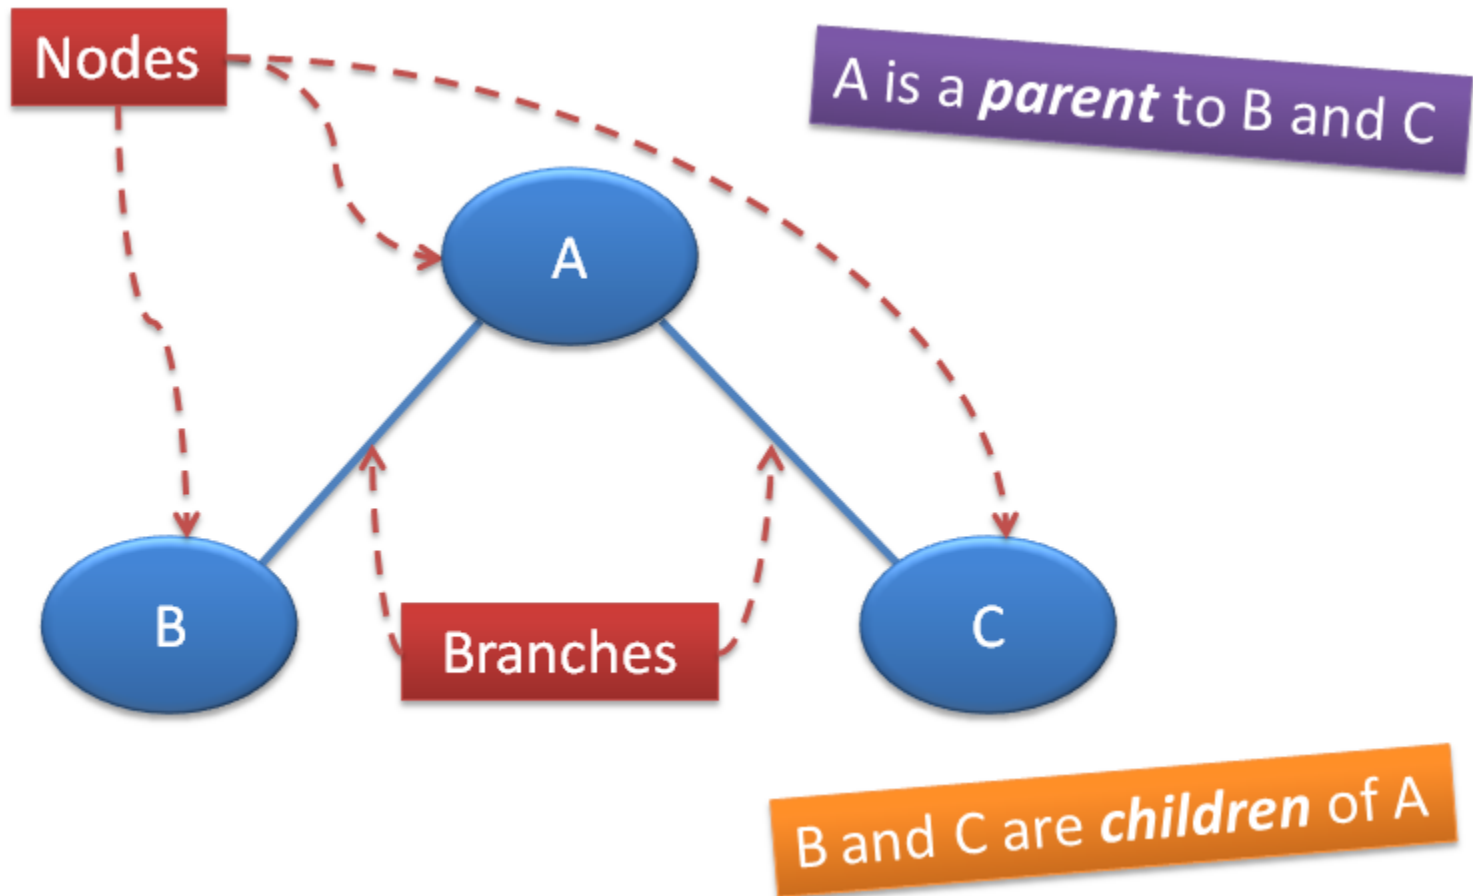 Nodes
A is a parent to B and C
A
B
Branches
C
B and C are children of A